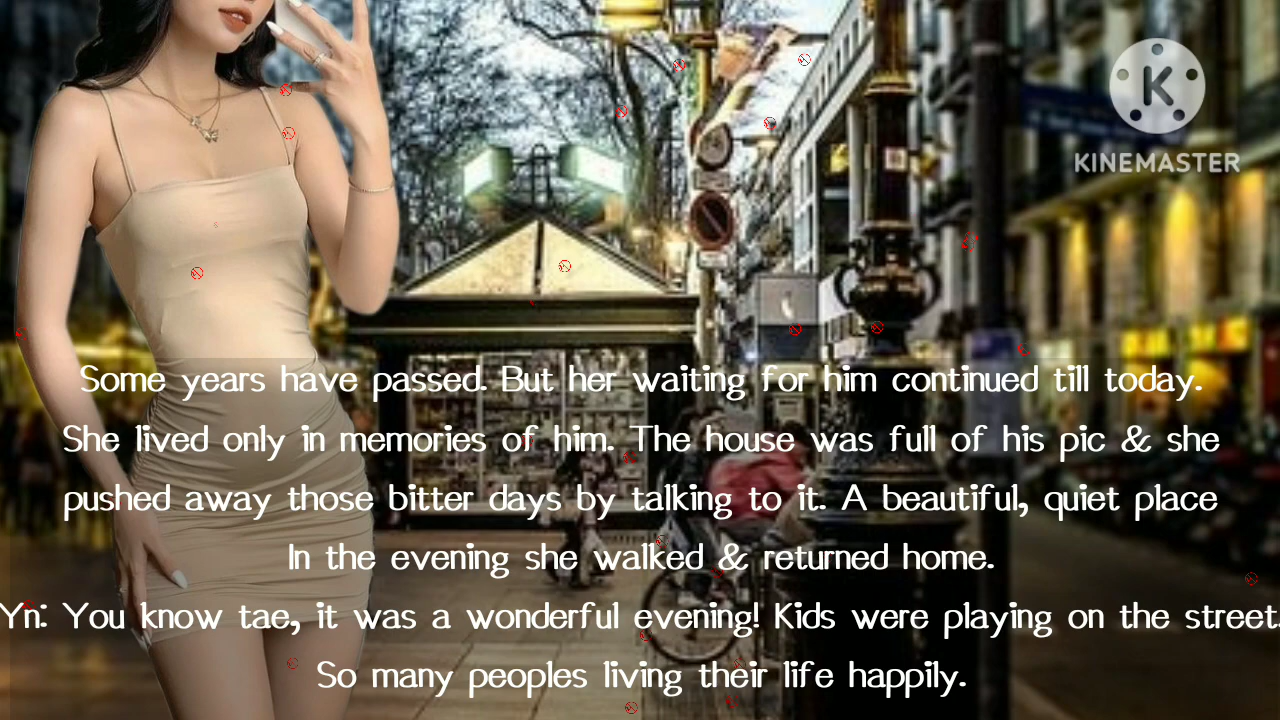 KINEMASTER
Some years have passed. But her waiting for him continued till today.
She lived only in memories of him. The house was full of his pic & she
pushed away those bitter days by talking to it. A beautiful, quiet place
In the evening she walked & returned home.
Yn: You know tae, it was a wonderful evening! Kids were playing on the street.
So many peoples living their life happily.